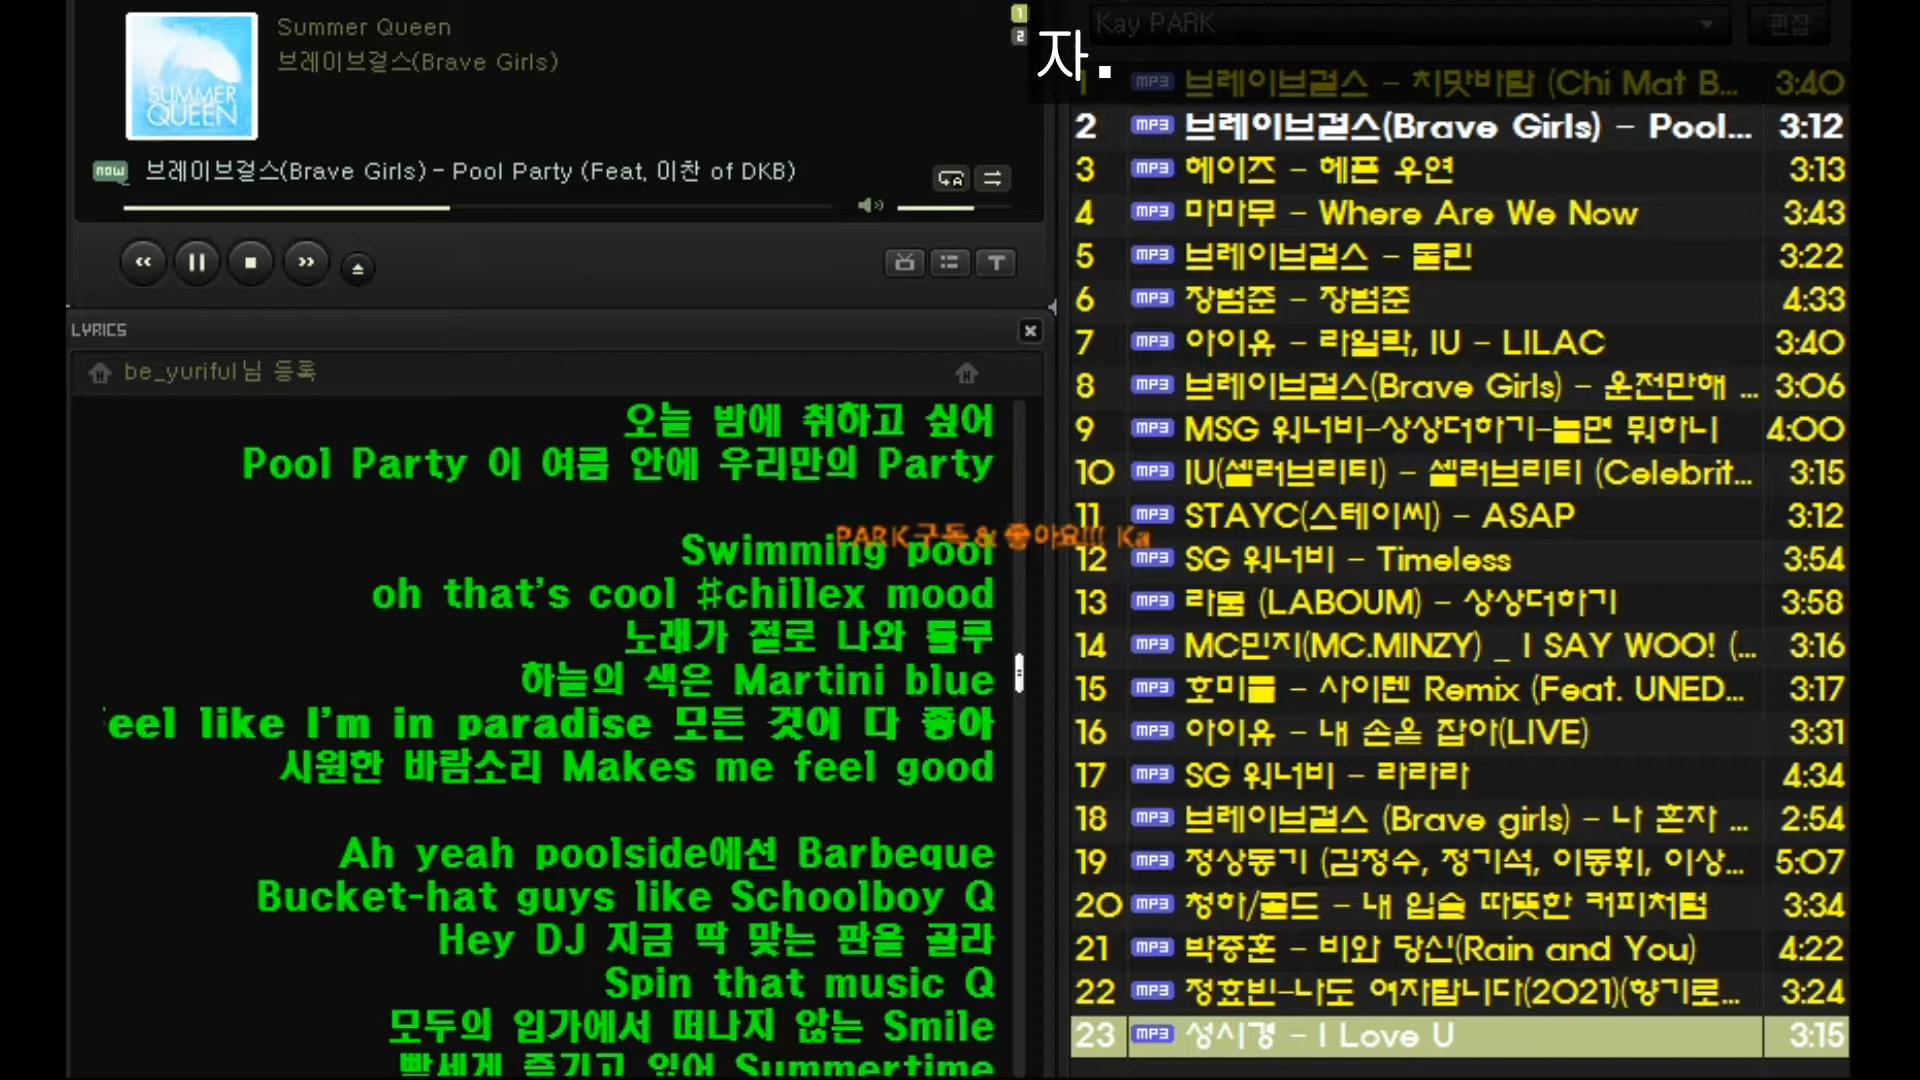 Summer Queen
브레이브걸스(Brave Girls)
SUMMER
QUEEN
now 브레이브걸스(Brave Girls) - Pool Party (Feat, 이찬 of DKB)
LYRICS
be_yuriful님 등록
오늘 밤에 취하고 싶어
Pool Party 이 여름 안에 우리만의 Party
Swimming pool
oh that's cool #chillex mood
노래가 절로 나와 룰루
하늘의 색은 Martini blue
eel like I'm in paradise 모든 것이 다 좋아
시원한 바람소리 Makes me feel good
Ah yeah poolside에선 Barbeque
Bucket-hat guys like Schoolboy Q
Hey DJ 지금 딱 맞는 판을 골라
Spin that music Q
모두의 입가에서 떠나지 않는 Smile
빡세게 즐기고 있어 Summertime
PARK구독 & 좋아요!!! Ka
1
2
자.
Kay PARK
편집
1 MP3 브레이브걸스 - 치맛바람 (Chi Mat B... 3:40
2 MP3 브레이브걸스(Brave Girls) - Pool... 3:12
3 MP3 헤이즈 - 헤픈 우연 3:13
4 MP3 마마무 - Where Are We Now 3:43
5 MP3 브레이브걸스 - 롤린 3:22
6 MP3 장범준 - 장범준 4:33
7 MP3 아이유 - 라일락, IU - LILAC 3:40
8 MP3 브레이브걸스(Brave Girls) - 운전만해 ... 3:06
9 MP3 MSG 워너비-상상더하기-놀면 뭐하니 4:00
10 MP3 IU(셀러브리티) - 셀러브리티 (Celebrit... 3:15
11 MP3 STAYC(스테이씨) - ASAP 3:12
12 MP3 SG 워너비 - Timeless 3:54
13 MP3 라붐 (LABOUM) - 상상더하기 3:58
14 MP3 MC민지(MC.MINZY) _ I SAY WOO! (... 3:16
15 MP3 호미들 - 사이렌 Remix (Feat. UNED... 3:17
16 MP3 아이유 - 내 손을 잡아(LIVE) 3:31
17 MP3 SG 워너비 - 라라라 4:34
18 MP3 브레이브걸스 (Brave girls) - 나 혼자 ... 2:54
19 MP3 정상동기 (김정수, 정기석, 이동휘, 이상... 5:07
20 MP3 청하/콜드 - 내 입술 따뜻한 커피처럼 3:34
21 MP3 박중훈 - 비와 당신(Rain and You) 4:22
22 MP3 정효빈-나도 여자랍니다(2021)(향기로... 3:24
23 MP3 성시경 - I Love U 3:15